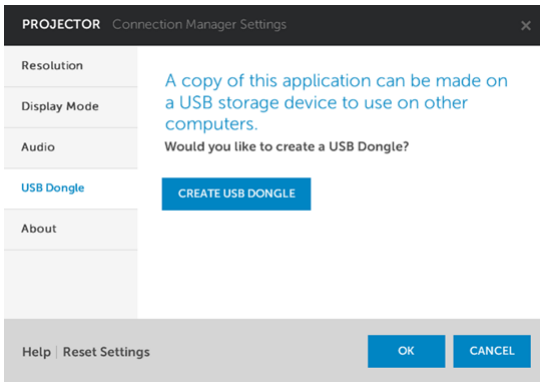 PROJECTOR Connection Manager Settings ×
Resolution
Display Mode
Audio
USB Dongle
About
A copy of this application can be made on
a USB storage device to use on other
computers.
Would you like to create a USB Dongle?
CREATE USB DONGLE
Help | Reset Settings
OK
CANCEL